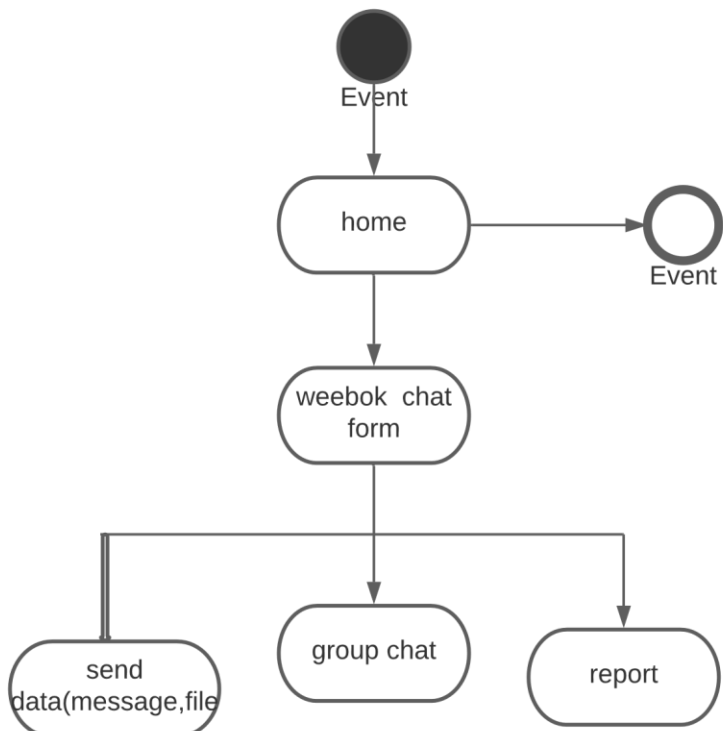 Event
home
Event
weebok chat
form
send
data(message,file
group chat
report